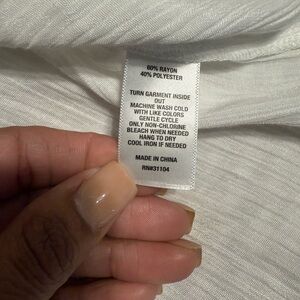 60% RAYON
40% POLYESTER
TURN GARMENT INSIDE
OUT
MACHINE WASH COLD
WITH LIKE COLORS
GENTLE CYCLE
ONLY NON-CHLORINE
BLEACH WHEN NEEDED
HANG TO DRY
COOL IRON IF NEEDED
MADE IN CHINA
RN#31104